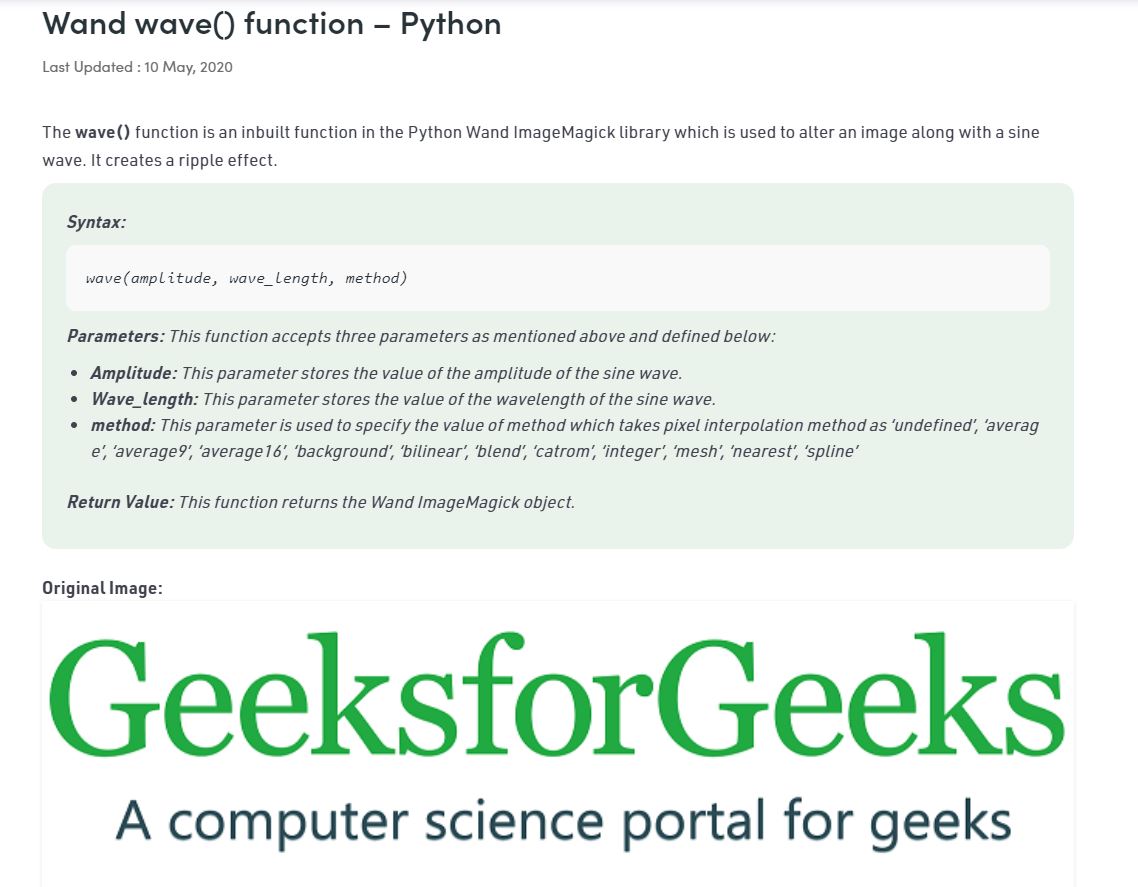 Wand wave() function – Python
Last Updated : 10 May, 2020
The wave() function is an inbuilt function in the Python Wand ImageMagick library which is used to alter an image along with a sine
wave. It creates a ripple effect.
Syntax:
wave(amplitude, wave_length, method)
Parameters: This function accepts three parameters as mentioned above and defined below:
• Amplitude: This parameter stores the value of the amplitude of the sine wave.
• Wave_length: This parameter stores the value of the wavelength of the sine wave.
• method: This parameter is used to specify the value of method which takes pixel interpolation method as ‘undefined’, ‘averag
e’, ‘average9’, ‘average16’, ‘background’, ‘bilinear’, ‘blend’, ‘catrom’, ‘integer’, ‘mesh’, ‘nearest’, ‘spline’
Return Value: This function returns the Wand ImageMagick object.
Original Image:
GeeksforGeeks
A computer science portal for geeks